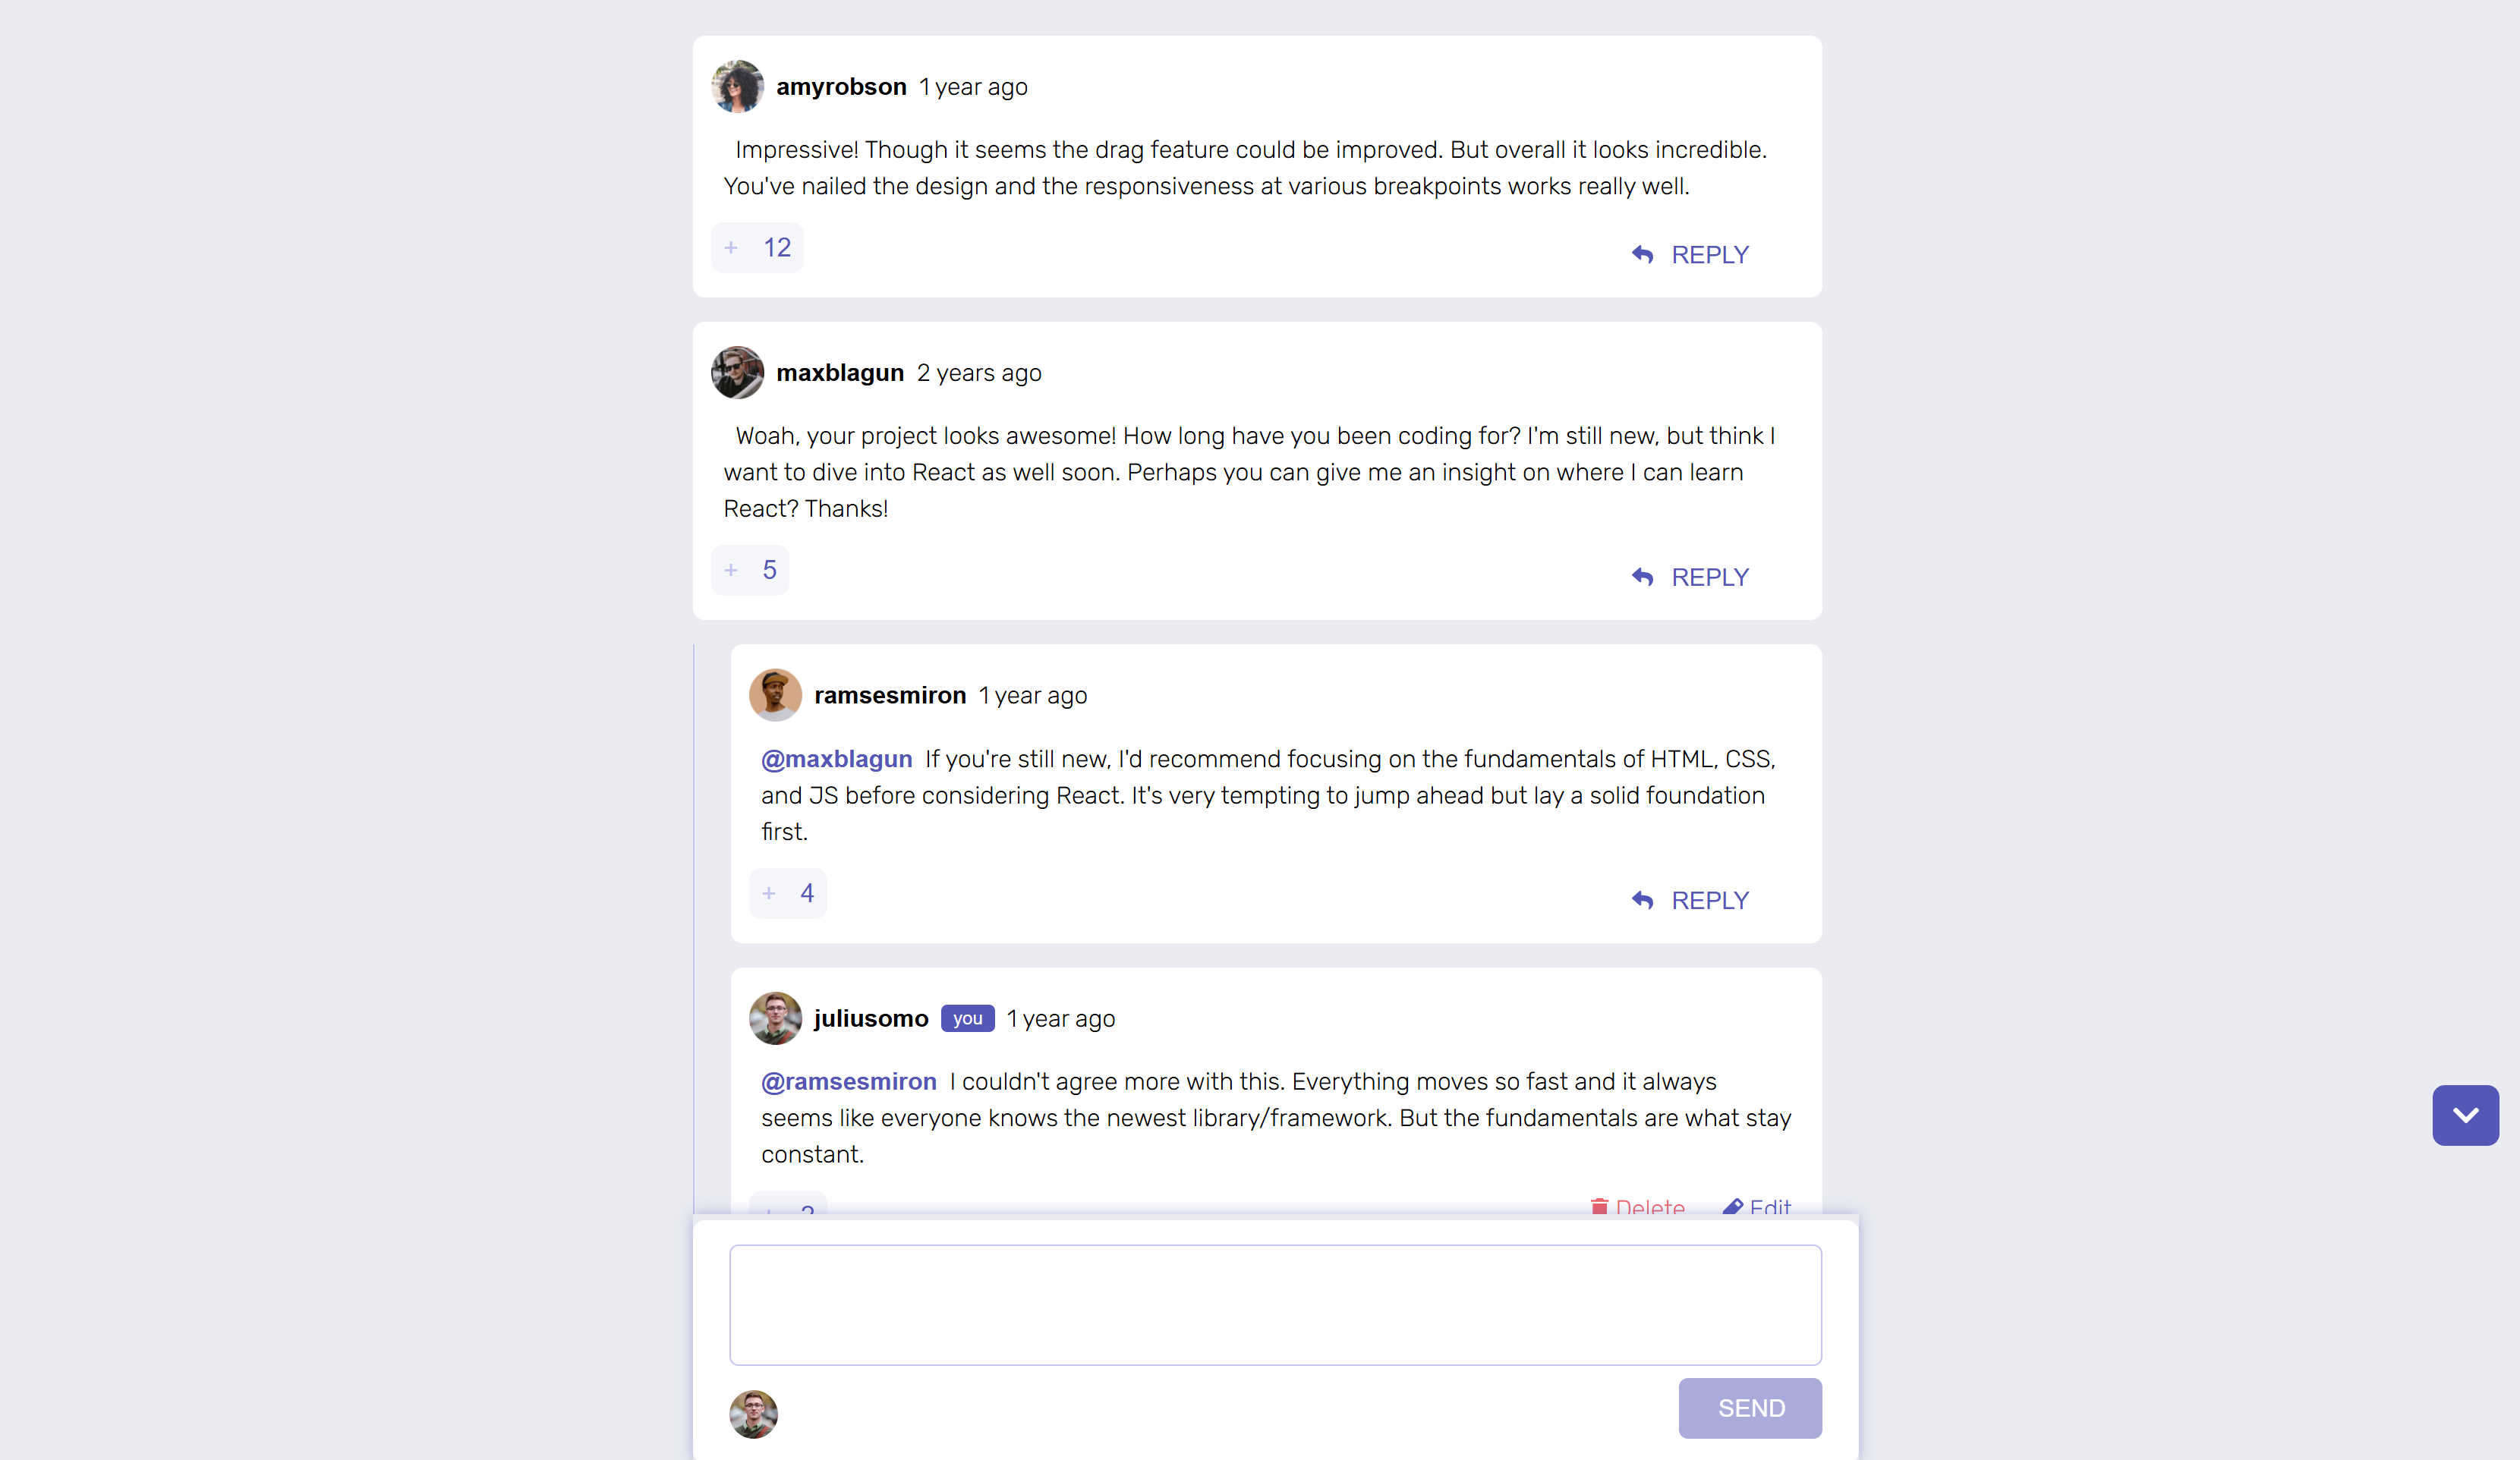 amyrobson 1 year ago
Impressive! Though it seems the drag feature could be improved. But overall it looks incredible.
You've nailed the design and the responsiveness at various breakpoints works really well.
+ 12
REPLY
maxblagun 2 years ago
Woah, your project looks awesome! How long have you been coding for? I'm still new, but think I
want to dive into React as well soon. Perhaps you can give me an insight on where I can learn
React? Thanks!
+ 5
REPLY
ramsesmiron 1 year ago
@maxblagun If you're still new, I'd recommend focusing on the fundamentals of HTML, CSS,
and JS before considering React. It's very tempting to jump ahead but lay a solid foundation
first.
+ 4
REPLY
juliusomo you 1 year ago
@ramsesmiron I couldn't agree more with this. Everything moves so fast and it always
seems like everyone knows the newest library/framework. But the fundamentals are what stay
constant.
Delete Edit
SEND